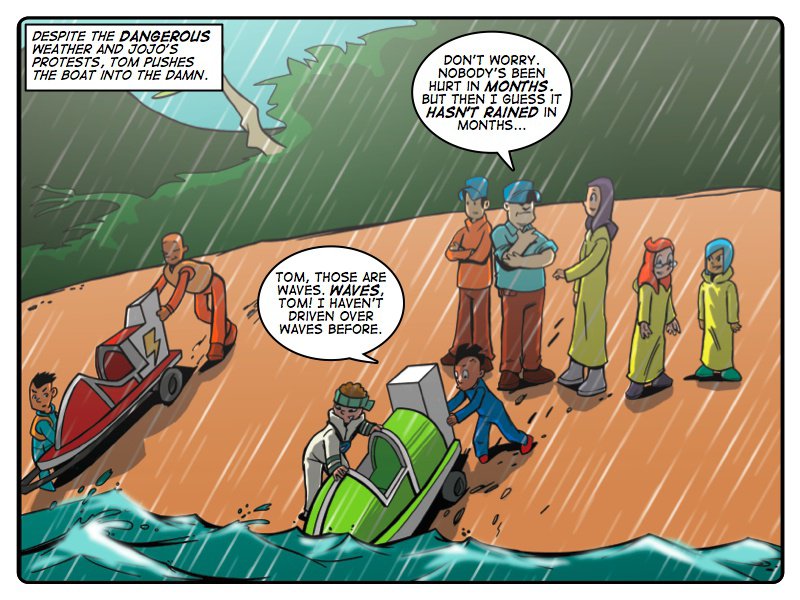 DESPITE THE DANGEROUS
WEATHER AND JOJO'S
PROTESTS, TOM PUSHES
THE BOAT INTO THE DAMN.
DON'T WORRY.
NOBODY'S BEEN
HURT IN MONTHS.
BUT THEN I GUESS IT
HASN'T RAINED IN
MONTHS...
TOM, THOSE ARE
WAVES. WAVES,
TOM! I HAVEN'T
DRIVEN OVER
WAVES BEFORE.